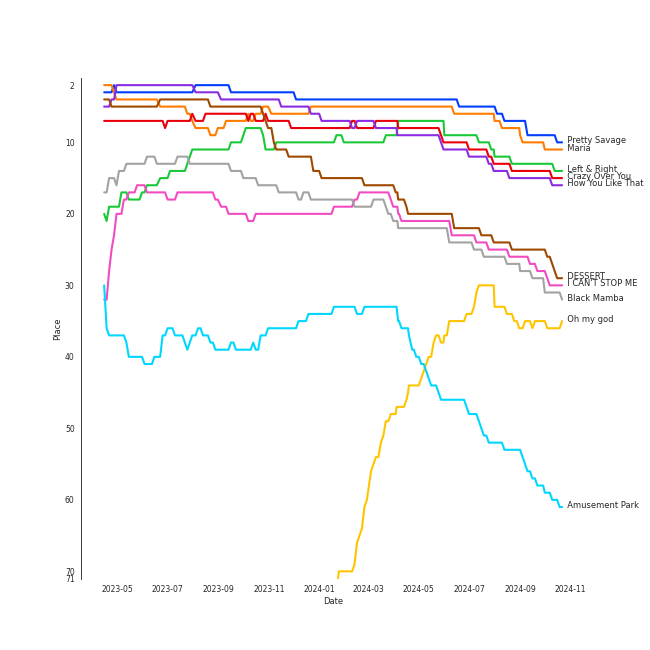 2
10
20
30
40
50
60
70
71
Place
2023-05
2023-07
2023-09
2023-11
2024-01
2024-03
2024-05
2024-07
2024-09
2024-11
Date
Pretty Savage
Maria
Left & Right
Crazy Over You
How You Like That
DESSERT
I CAN'T STOP ME
Black Mamba
Oh my god
Amusement Park